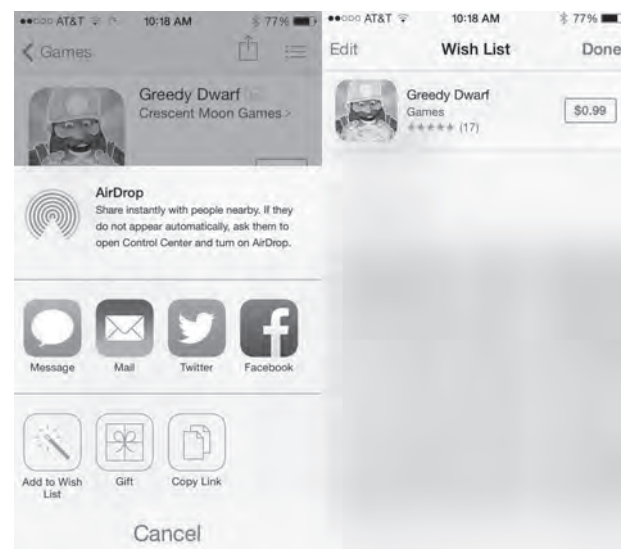 AT&T 10:18 AM 77%
Games
Greedy Dwarf
Crescent Moon Games >
AirDrop
Share instantly with people nearby. If they
do not appear automatically, ask them to
open Control Center and turn on AirDrop.
Message Mail Twitter Facebook
Add to Wish
List
Gift Copy Link
Cancel
AT&T 10:18 AM 77%
Edit Wish List Done
Greedy Dwarf
Games
(17)
$0.99